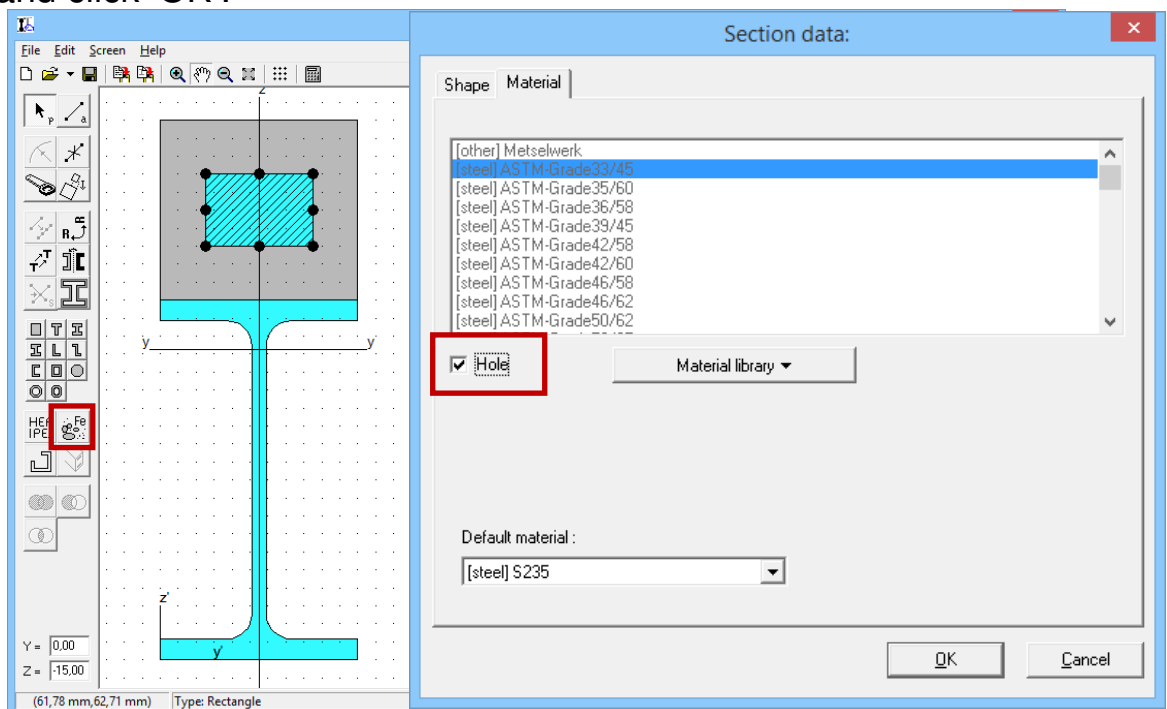 and click 'OK'.
Section data:
File Edit Screen Help
Shape Material
z
P a
[other] Metselwerk
[steel] ASTM-Grade33/45
[steel] ASTM-Grade35/60
[steel] ASTM-Grade36/58
[steel] ASTM-Grade39/45
[steel] ASTM-Grade42/58
[steel] ASTM-Grade42/60
[steel] ASTM-Grade46/58
[steel] ASTM-Grade46/62
[steel] ASTM-Grade50/62
R
T
S
T
y y
L
Hole
Material library
Fe
IPE
Default material :
[steel] S235
z'
y'
Y = 0,00
Z = -15,00
OK Cancel
(61,78 mm,62,71 mm) Type: Rectangle